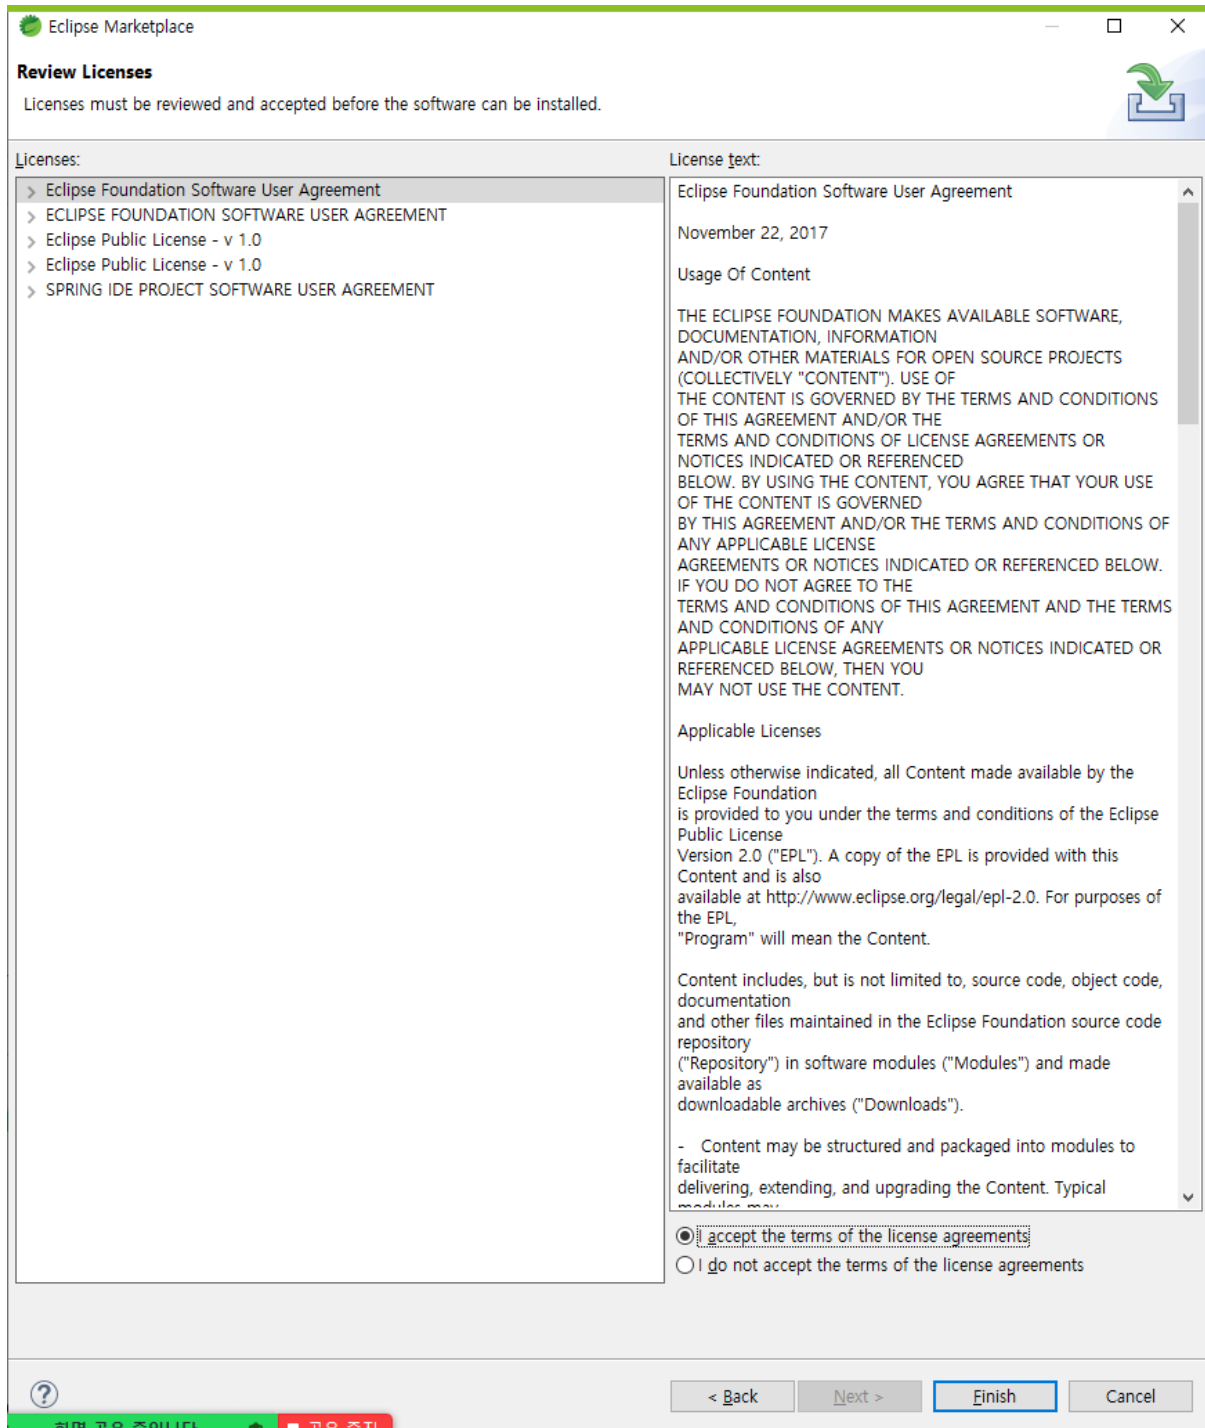 Eclipse Marketplace
Review Licenses
Licenses must be reviewed and accepted before the software can be installed.
Licenses:
Eclipse Foundation Software User Agreement
ECLIPSE FOUNDATION SOFTWARE USER AGREEMENT
Eclipse Public License - v 1.0
Eclipse Public License - v 1.0
SPRING IDE PROJECT SOFTWARE USER AGREEMENT
License text:
Eclipse Foundation Software User Agreement
November 22, 2017
Usage Of Content
THE ECLIPSE FOUNDATION MAKES AVAILABLE SOFTWARE,
DOCUMENTATION, INFORMATION
AND/OR OTHER MATERIALS FOR OPEN SOURCE PROJECTS
(COLLECTIVELY "CONTENT"). USE OF
THE CONTENT IS GOVERNED BY THE TERMS AND CONDITIONS
OF THIS AGREEMENT AND/OR THE
TERMS AND CONDITIONS OF LICENSE AGREEMENTS OR
NOTICES INDICATED OR REFERENCED
BELOW. BY USING THE CONTENT, YOU AGREE THAT YOUR USE
OF THE CONTENT IS GOVERNED
BY THIS AGREEMENT AND/OR THE TERMS AND CONDITIONS OF
ANY APPLICABLE LICENSE
AGREEMENTS OR NOTICES INDICATED OR REFERENCED BELOW.
IF YOU DO NOT AGREE TO THE
TERMS AND CONDITIONS OF THIS AGREEMENT AND THE TERMS
AND CONDITIONS OF ANY
APPLICABLE LICENSE AGREEMENTS OR NOTICES INDICATED OR
REFERENCED BELOW, THEN YOU
MAY NOT USE THE CONTENT.
Applicable Licenses
Unless otherwise indicated, all Content made available by the
Eclipse Foundation
is provided to you under the terms and conditions of the Eclipse
Public License
Version 2.0 ("EPL"). A copy of the EPL is provided with this
Content and is also
available at http://www.eclipse.org/legal/epl-2.0. For purposes of
the EPL,
"Program" will mean the Content.
Content includes, but is not limited to, source code, object code,
documentation
and other files maintained in the Eclipse Foundation source code
repository
("Repository") in software modules ("Modules") and made
available as
downloadable archives ("Downloads").
- Content may be structured and packaged into modules to
facilitate
delivering, extending, and upgrading the Content. Typical
modules may
I accept the terms of the license agreements
I do not accept the terms of the license agreements
< Back
Next >
Finish
Cancel
화면 공유 중입니다
공유 중지